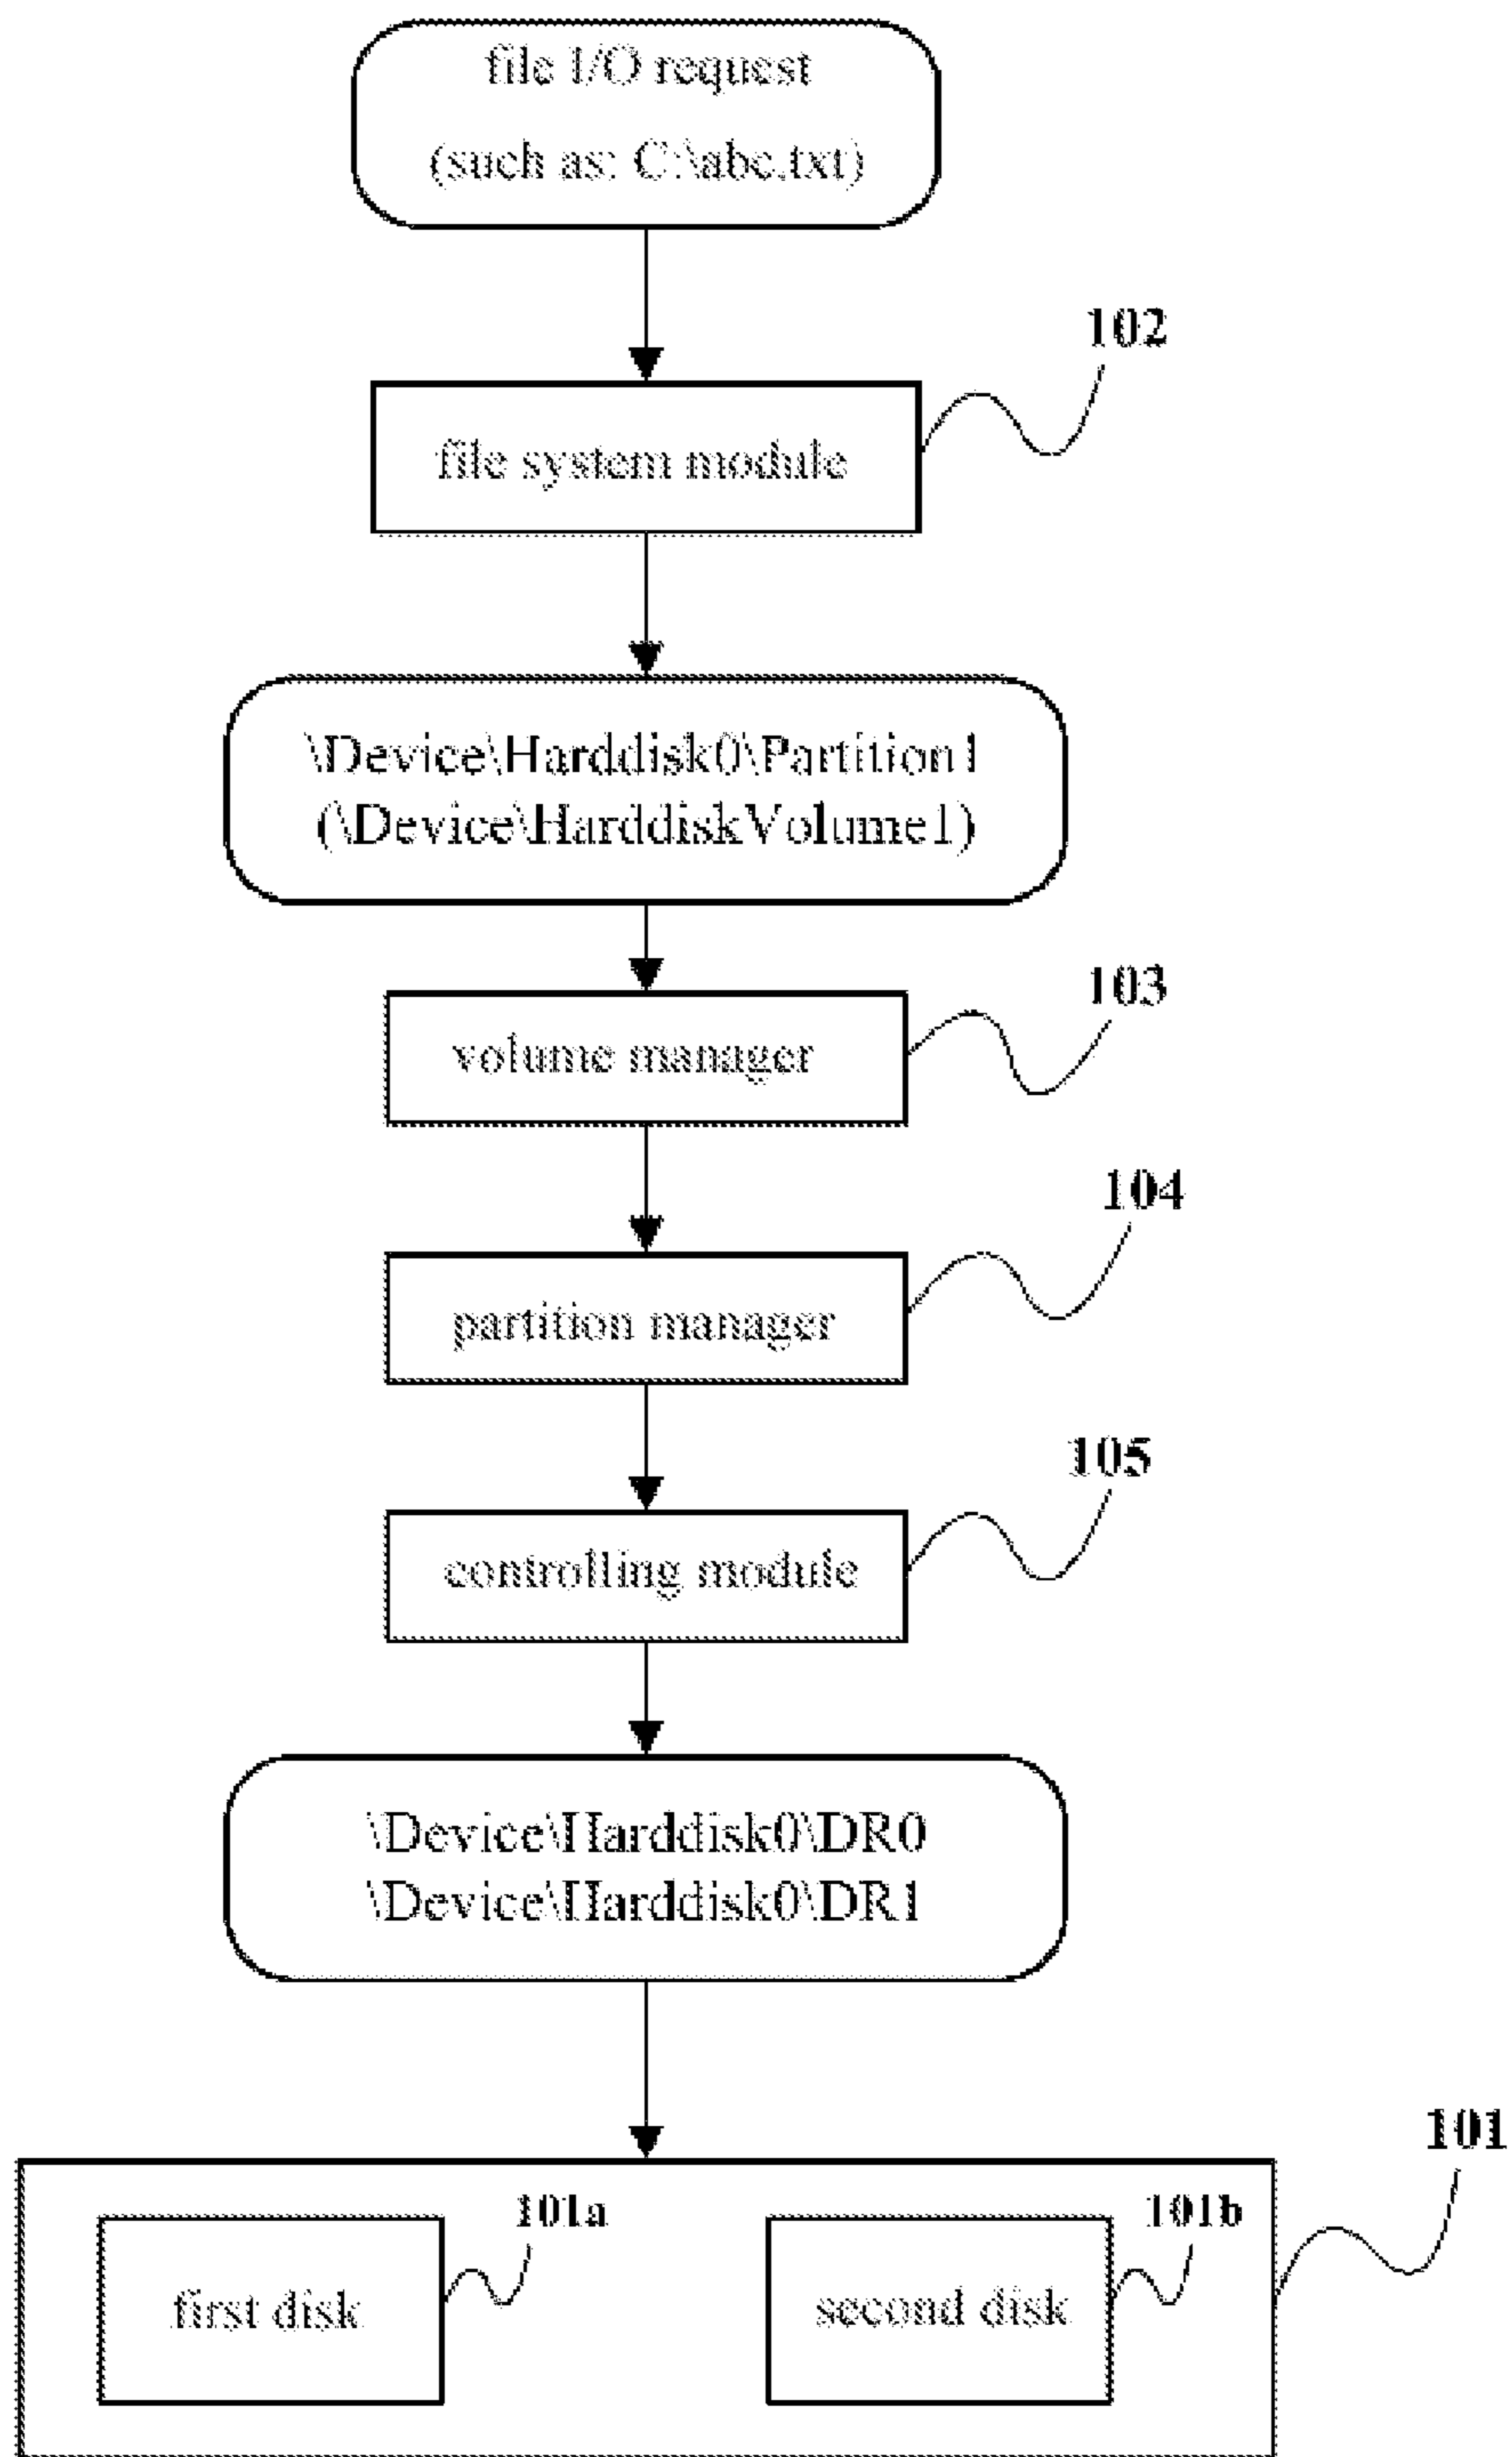 file I/O request
(such as: C:\abc.txt)
102
file system module
\Device\Harddisk0\Partition1
(\Device\HarddiskVolume1)
103
volume manager
104
partition manager
105
controlling module
\Device\Harddisk0\DR0
\Device\Harddisk0\DR1
101
101a
101b
first disk
second disk